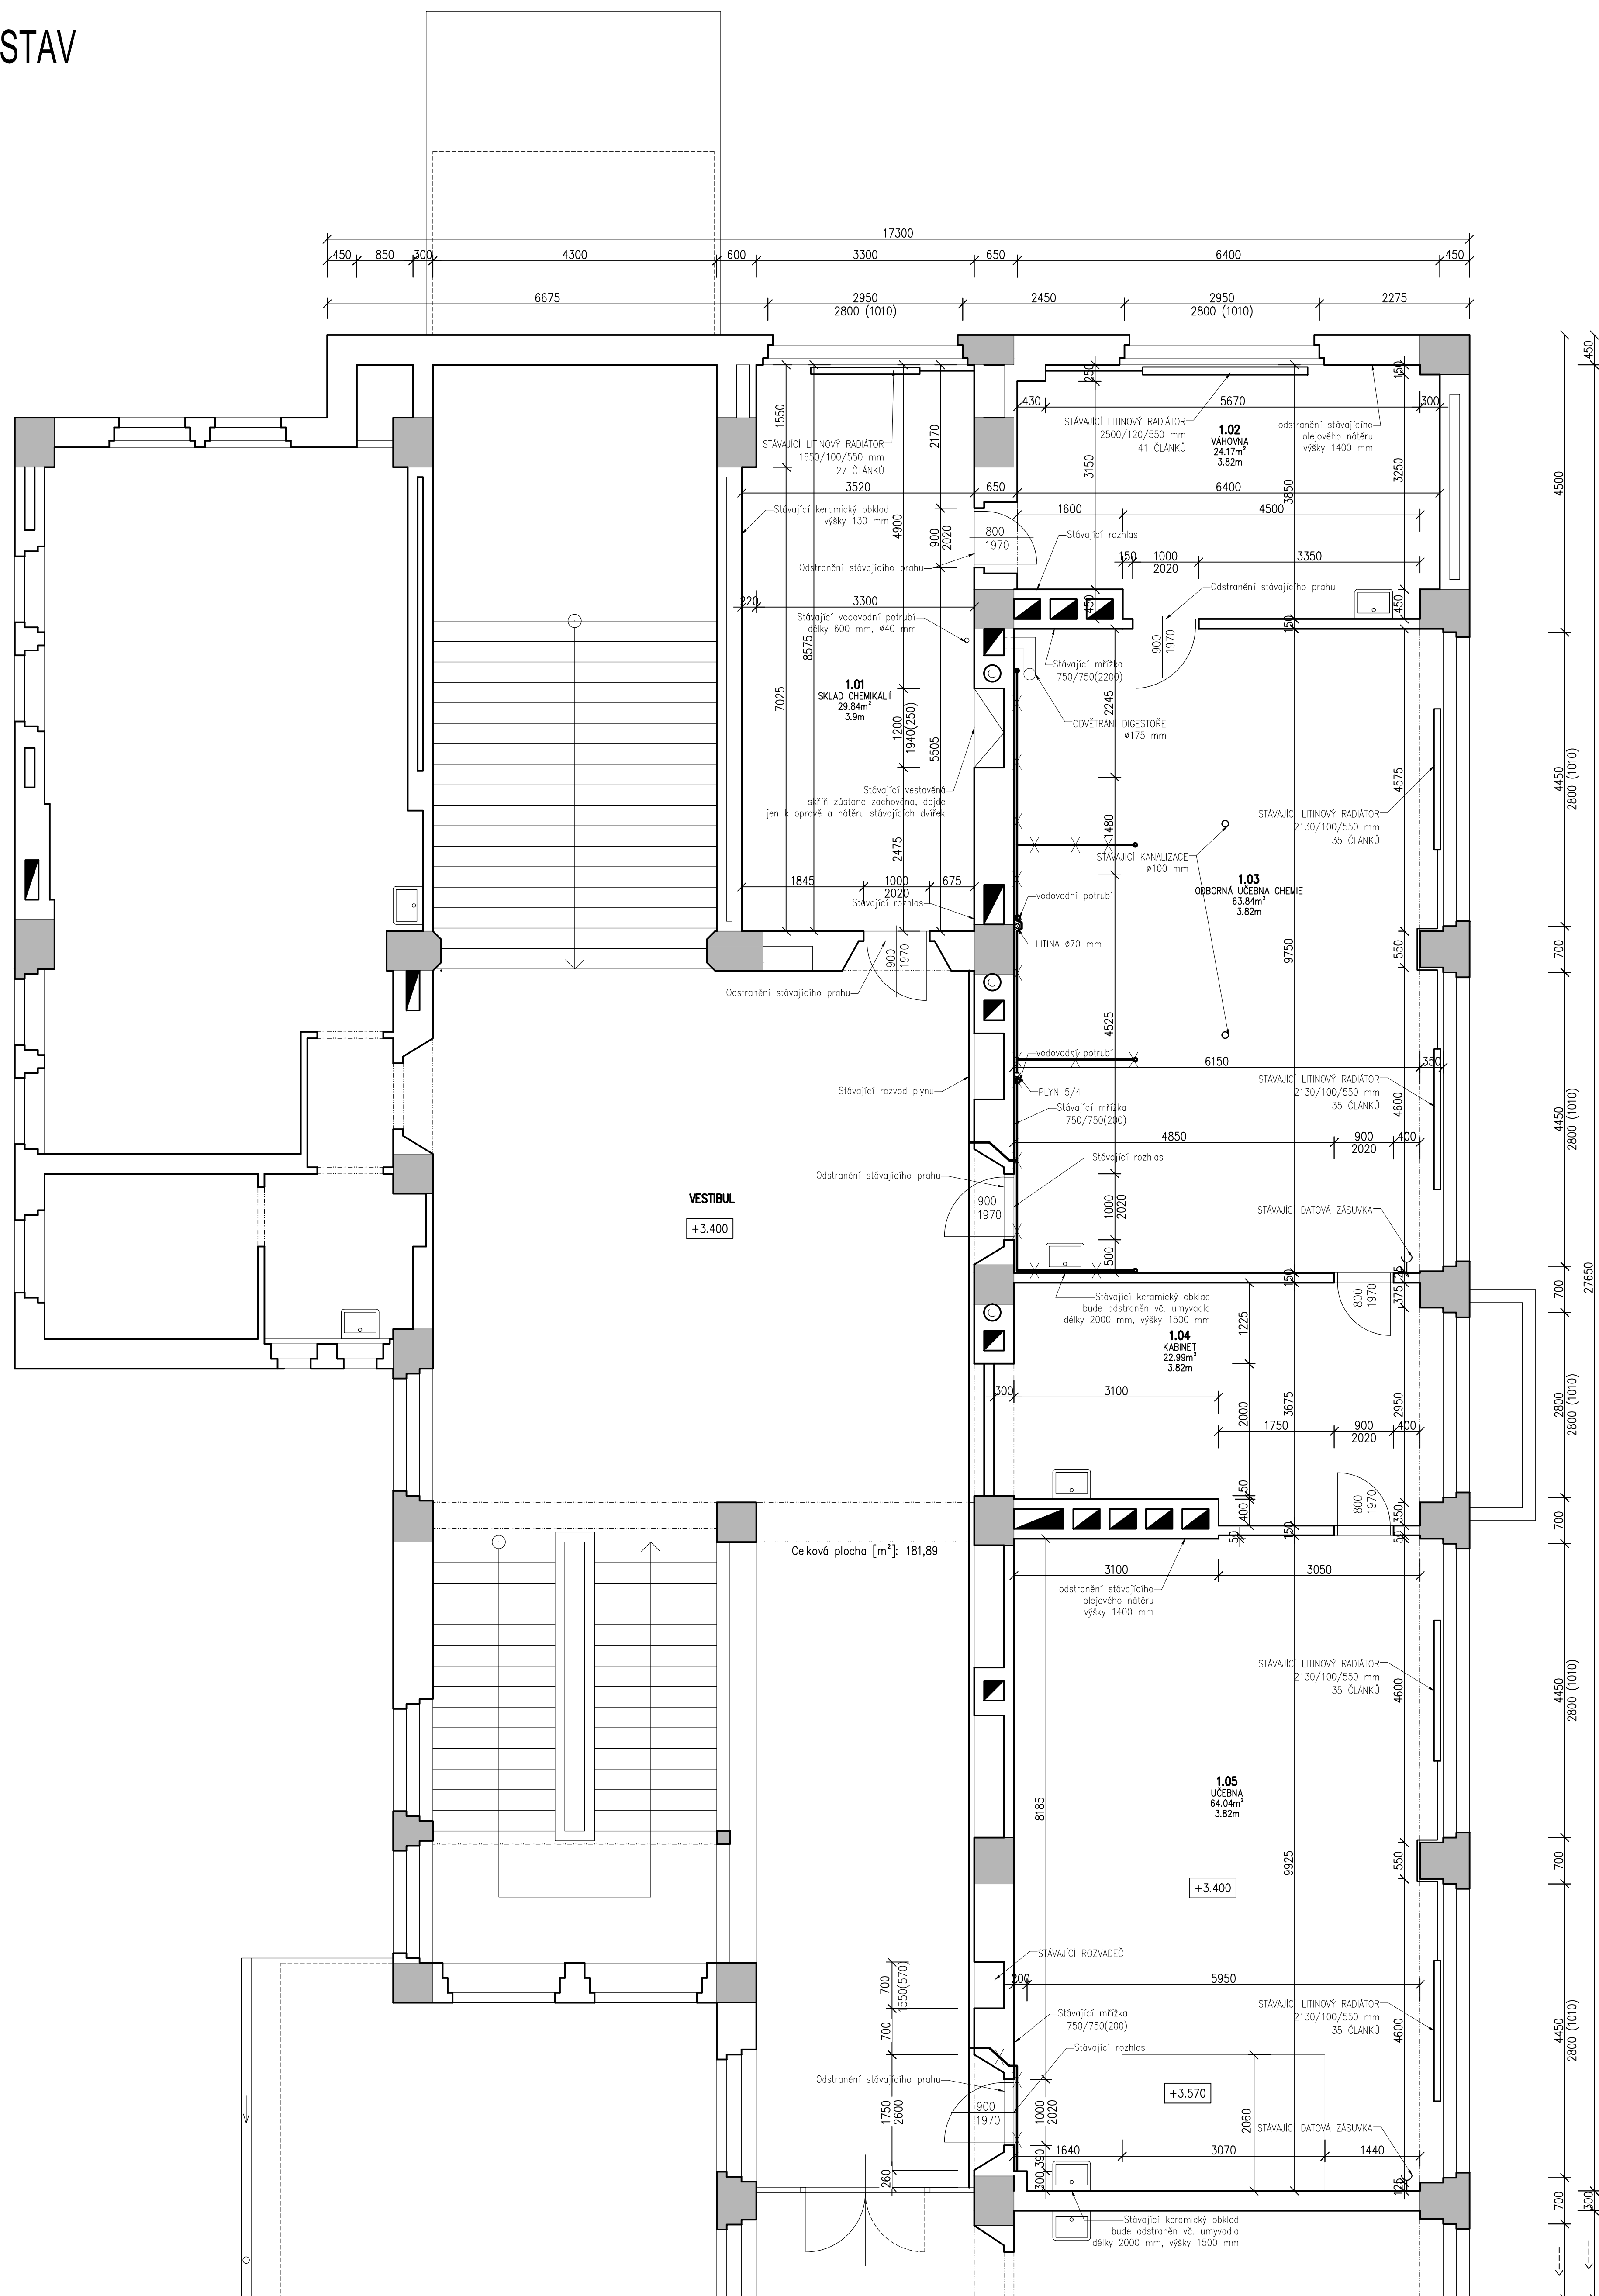 STAV
17300
450
850
300
4300
600
3300
650
6400
450
6675
2950
2800 (1010)
2450
2950
2800 (1010)
2275
450
4500
1550
2170
250
3850
150
430
5670
300
STÁVAJÍCÍ LITINOVÝ RADIÁTOR
1650/100/550 mm
27 ČLÁNKŮ
STÁVAJÍCÍ LITINOVÝ RADIÁTOR
2500/120/550 mm
41 ČLÁNKŮ
1.02
VÁHOVNA
24.17m²
3.82m
odstranění stávajícího
olejového nátěru
výšky 1400 mm
3150
3250
3520
650
6400
Stávající keramický obklad
výšky 130 mm
4900
900
2020
800
1970
1600
4500
Stávající rozhlas
150
1000
2020
3350
Odstranění stávajícího prahu
Odstranění stávajícího prahu
220
3300
450
450
150
Stávající vodovodní potrubí
délky 600 mm, ø40 mm
900
1970
8575
7025
Stávající mřížka
750/750(2200)
1.01
SKLAD CHEMIKÁLIÍ
29.84m²
3.9m
2245
1200
1940(250)
5505
ODVĚTRÁNÍ DIGESTOŘE
ø175 mm
4575
4450
2800 (1010)
Stávající vestavěná
skříň zůstane zachována, dojde
jen k opravě a nátěru stávajících dvířek
STÁVAJÍCÍ LITINOVÝ RADIÁTOR
2130/100/550 mm
35 ČLÁNKŮ
1480
2475
STÁVAJÍCÍ KANALIZACE
ø100 mm
1.03
ODBORNÁ UČEBNA CHEMIE
63.84m²
3.82m
1845
1000
2020
675
Stávající rozhlas
vodovodní potrubí
LITINA ø70 mm
9750
550
700
900
1970
Odstranění stávajícího prahu
4525
vodovodní potrubí
6150
350
Stávající rozvod plynu
PLYN 5/4
STÁVAJÍCÍ LITINOVÝ RADIÁTOR
2130/100/550 mm
35 ČLÁNKŮ
4600
4450
2800 (1010)
Stávající mřížka
750/750(200)
4850
900
2020
400
Stávající rozhlas
Odstranění stávajícího prahu
VESTIBUL
+3.400
900
1970
1000
2020
500
STÁVAJÍCÍ DATOVÁ ZÁSUVKA
27650
150
125
375
700
800
1970
Stávající keramický obklad
bude odstraněn vč. umyvadla
délky 2000 mm, výšky 1500 mm
1225
1.04
KABINET
22.99m²
3.82m
300
3100
2000
3675
2950
2800
2800 (1010)
1750
900
2020
400
150
400
800
1970
350
700
50
150
50
Celková plocha [m²]: 181,89
3100
3050
odstranění stávajícího
olejového nátěru
výšky 1400 mm
STÁVAJÍCÍ LITINOVÝ RADIÁTOR
2130/100/550 mm
35 ČLÁNKŮ
4600
4450
2800 (1010)
1.05
UČEBNA
64.04m²
3.82m
8185
9925
550
700
+3.400
STÁVAJÍCÍ ROZVADEČ
200
5950
700
1550(570)
STÁVAJÍCÍ LITINOVÝ RADIÁTOR
2130/100/550 mm
35 ČLÁNKŮ
4600
4450
2800 (1010)
Stávající mřížka
750/750(200)
700
Stávající rozhlas
Odstranění stávajícího prahu
+3.570
900
1970
1750
2600
1000
2020
2060
STÁVAJÍCÍ DATOVÁ ZÁSUVKA
1640
3070
1440
260
390
300
125
700
300
Stávající keramický obklad
bude odstraněn vč. umyvadla
délky 2000 mm, výšky 1500 mm